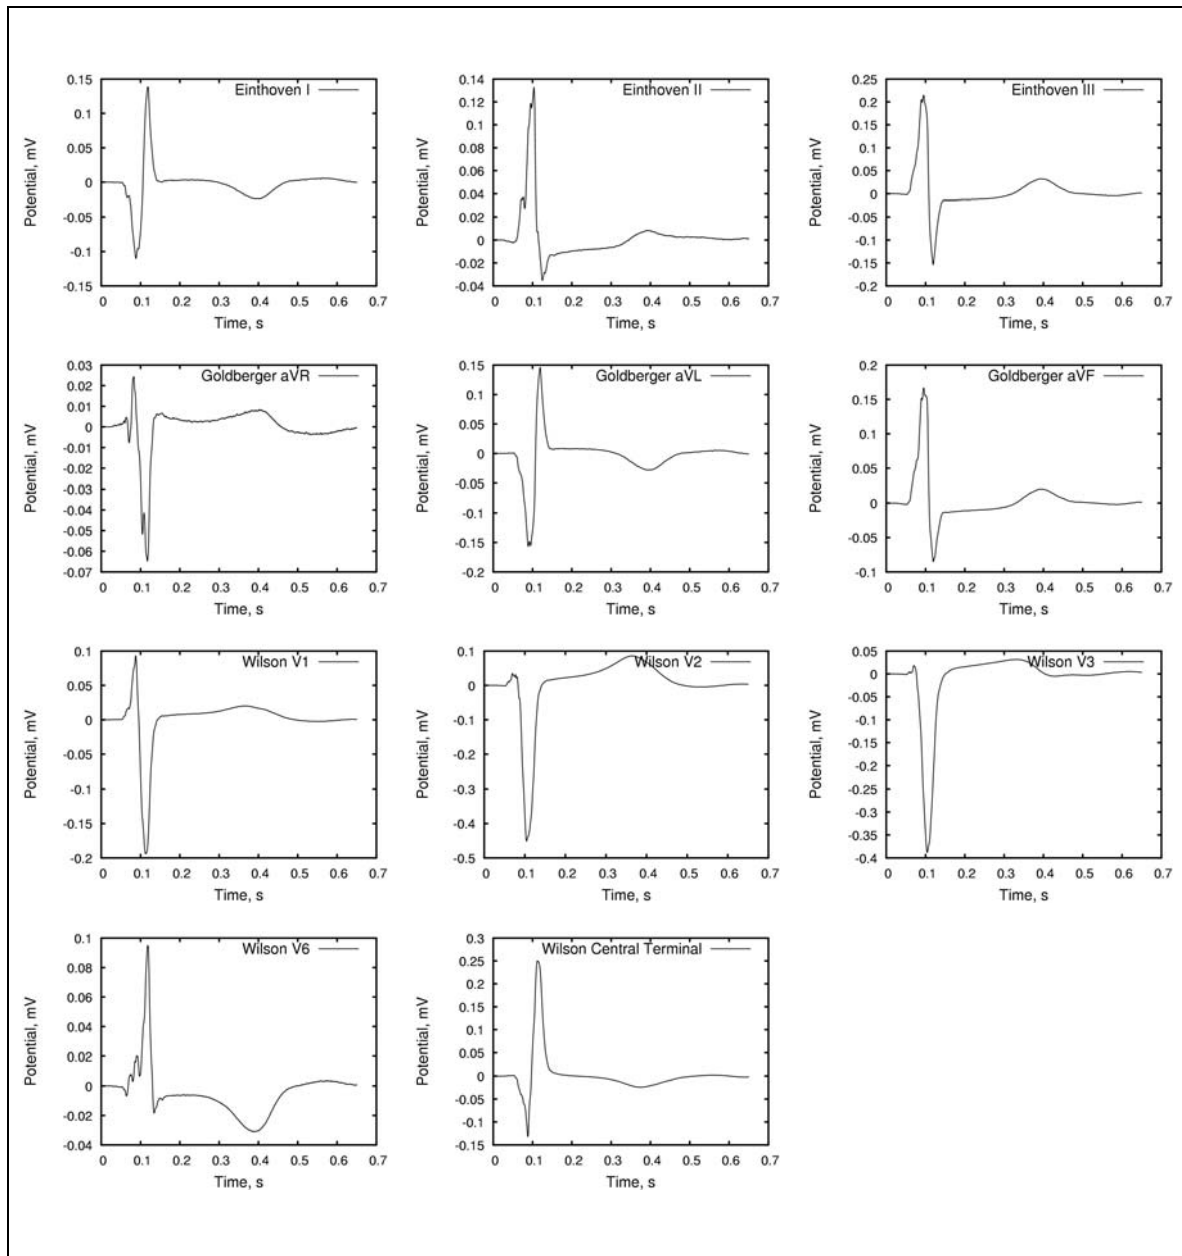 Einthoven I
Potential, mV
0.15
0.1
0.05
0
-0.05
-0.1
-0.15
0 0.1 0.2 0.3 0.4 0.5 0.6 0.7
Time, s
Einthoven II
Potential, mV
0.14
0.12
0.1
0.08
0.06
0.04
0.02
0
-0.02
-0.04
0 0.1 0.2 0.3 0.4 0.5 0.6 0.7
Time, s
Einthoven III
Potential, mV
0.25
0.2
0.15
0.1
0.05
0
-0.05
-0.1
-0.15
-0.2
0 0.1 0.2 0.3 0.4 0.5 0.6 0.7
Time, s
Goldberger aVR
Potential, mV
0.03
0.02
0.01
0
-0.01
-0.02
-0.03
-0.04
-0.05
-0.06
-0.07
0 0.1 0.2 0.3 0.4 0.5 0.6 0.7
Time, s
Goldberger aVL
Potential, mV
0.15
0.1
0.05
0
-0.05
-0.1
-0.15
-0.2
0 0.1 0.2 0.3 0.4 0.5 0.6 0.7
Time, s
Goldberger aVF
Potential, mV
0.2
0.15
0.1
0.05
0
-0.05
-0.1
0 0.1 0.2 0.3 0.4 0.5 0.6 0.7
Time, s
Wilson V1
Potential, mV
0.1
0.05
0
-0.05
-0.1
-0.15
-0.2
0 0.1 0.2 0.3 0.4 0.5 0.6 0.7
Time, s
Wilson V2
Potential, mV
0.1
0
-0.1
-0.2
-0.3
-0.4
-0.5
0 0.1 0.2 0.3 0.4 0.5 0.6 0.7
Time, s
Wilson V3
Potential, mV
0.05
0
-0.05
-0.1
-0.15
-0.2
-0.25
-0.3
-0.35
-0.4
0 0.1 0.2 0.3 0.4 0.5 0.6 0.7
Time, s
Wilson V6
Potential, mV
0.1
0.08
0.06
0.04
0.02
0
-0.02
-0.04
0 0.1 0.2 0.3 0.4 0.5 0.6 0.7
Time, s
Wilson Central Terminal
Potential, mV
0.3
0.25
0.2
0.15
0.1
0.05
0
-0.05
-0.1
-0.15
0 0.1 0.2 0.3 0.4 0.5 0.6 0.7
Time, s